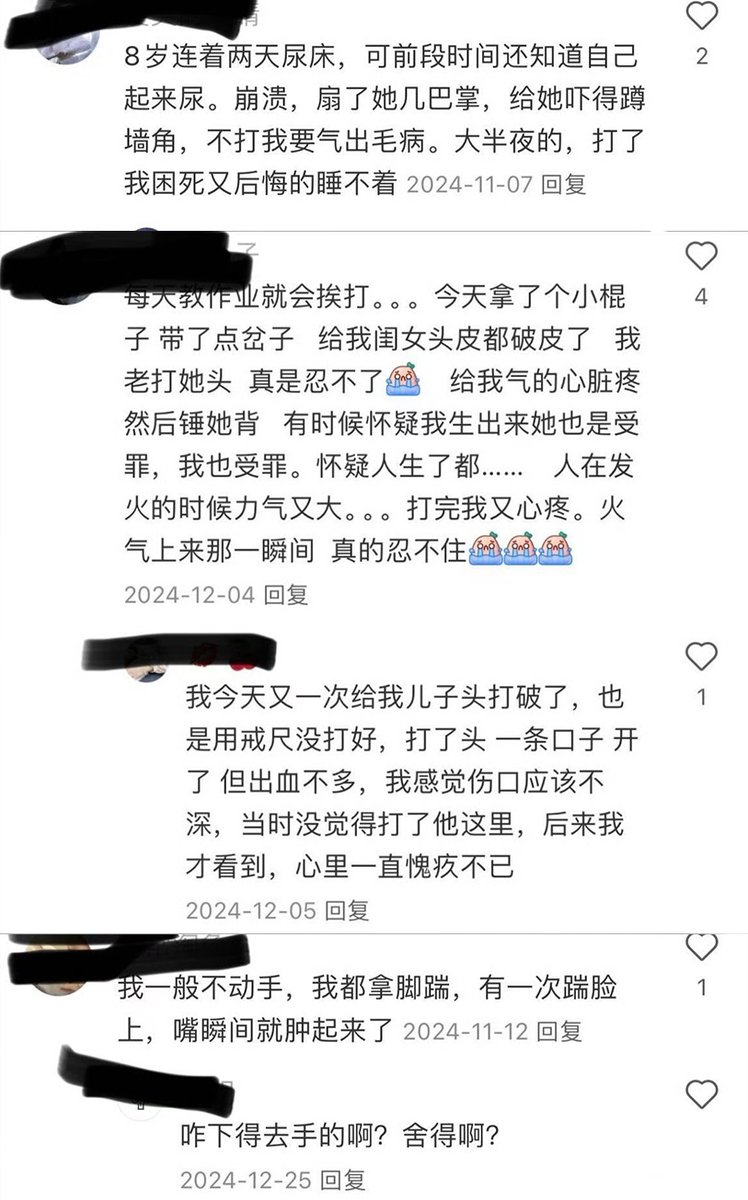 2
8岁连着两天尿床，可前段时间还知道自己
起来尿。崩溃，扇了她几巴掌，给她吓得蹲
墙角，不打我要气出毛病。大半夜的，打了
我困死又后悔的睡不着 2024-11-07 回复
子
4
每天教作业就会挨打。。。今天拿了个小棍
子 带了点岔子 给我闺女头皮都破皮了 我
老打她头 真是忍不了 给我气的心脏疼
然后锤她背 有时候怀疑我生出来她也是受
罪，我也受罪。怀疑人生了都…… 人在发
火的时候力气又大。。。打完我又心疼。火
气上来那一瞬间 真的忍不住
2024-12-04 回复
1
我今天又一次给我儿子头打破了，也
是用戒尺没打好，打了头 一条口子 开
了 但出血不多，我感觉伤口应该不
深，当时没觉得打了他这里，后来我
才看到，心里一直愧疚不已
2024-12-05 回复
1
我一般不动手，我都拿脚踹，有一次踹脸
上，嘴瞬间就肿起来了 2024-11-12 回复
咋下得去手的啊？舍得啊？
2024-12-25 回复